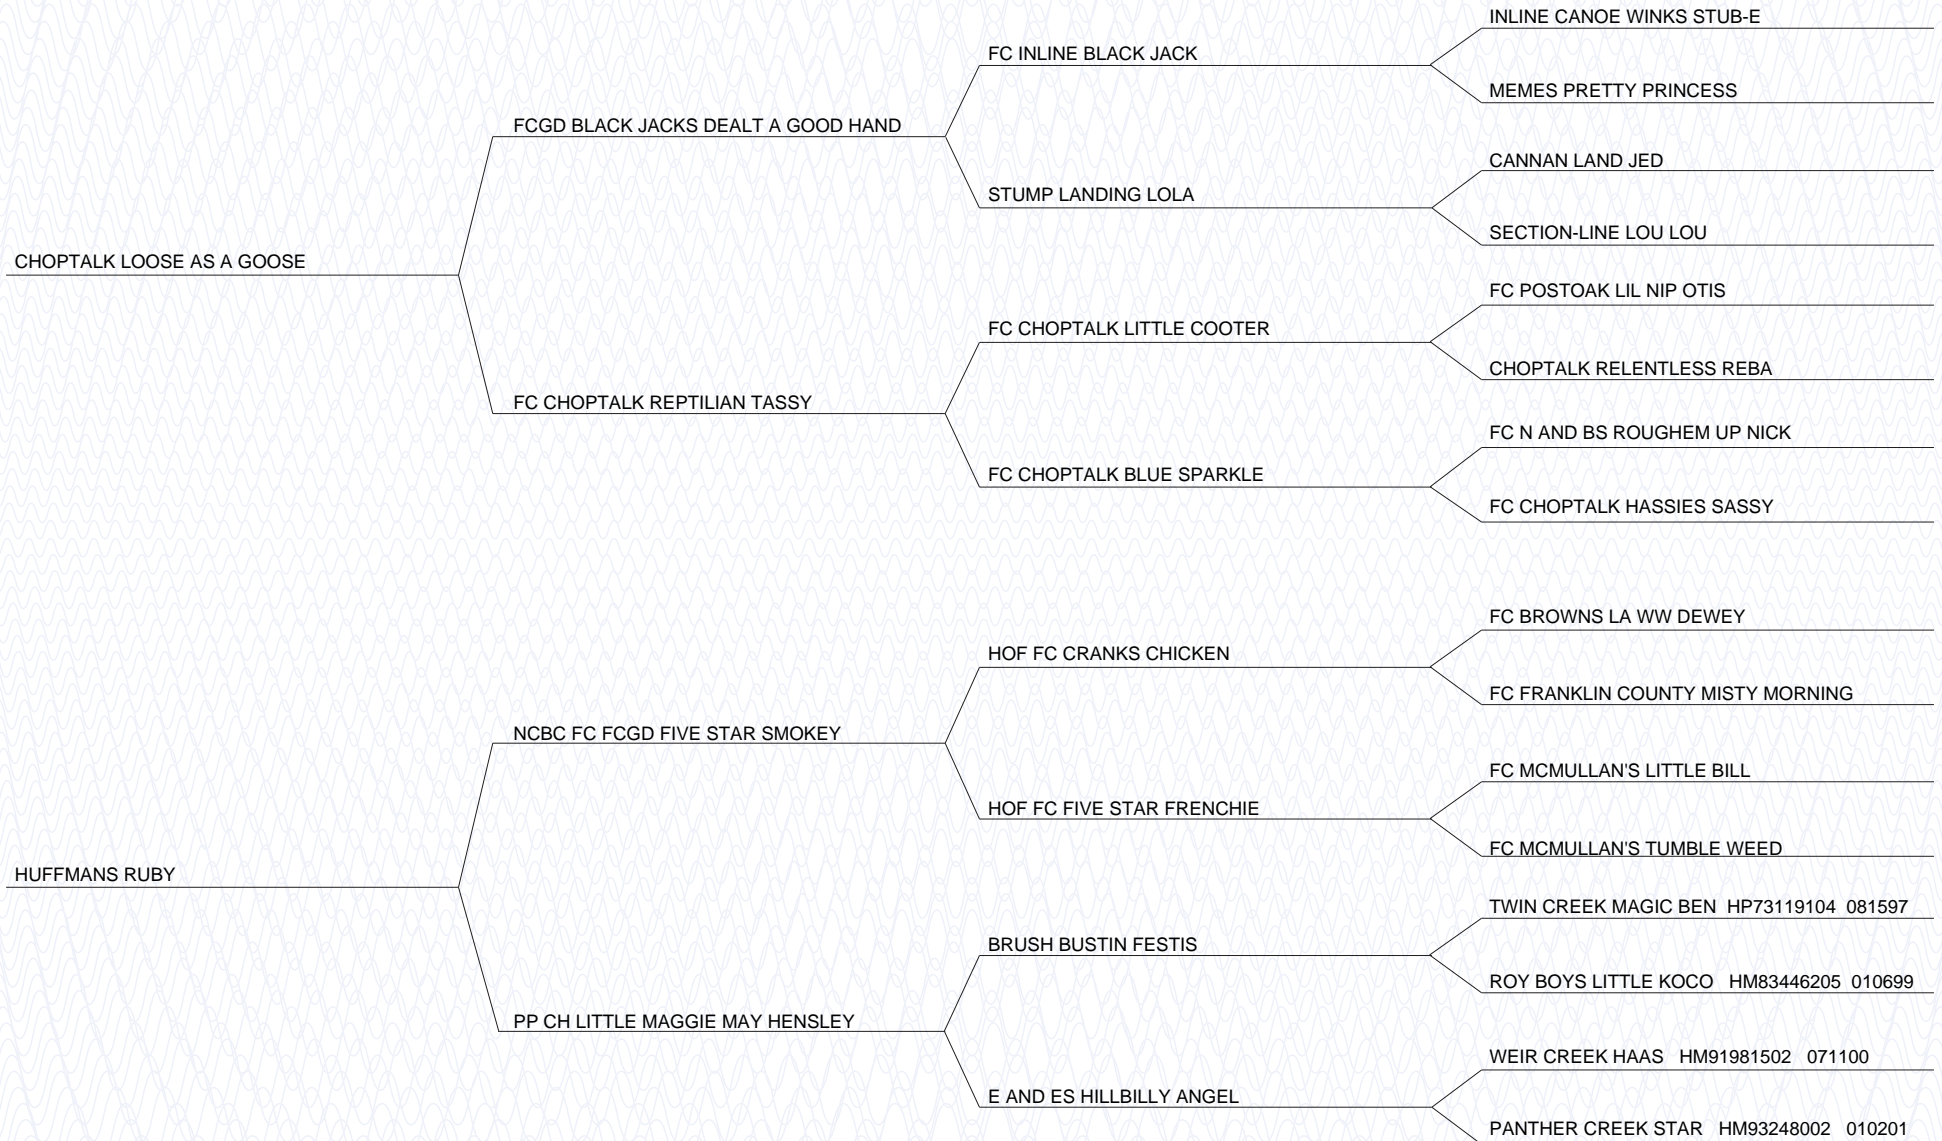 INLINE CANOE WINKS STUB-E
FC INLINE BLACK JACK
MEMES PRETTY PRINCESS
FCGD BLACK JACKS DEALT A GOOD HAND
CANNAN LAND JED
STUMP LANDING LOLA
SECTION-LINE LOU LOU
CHOPTALK LOOSE AS A GOOSE
FC POSTOAK LIL NIP OTIS
FC CHOPTALK LITTLE COOTER
CHOPTALK RELENTLESS REBA
FC CHOPTALK REPTILIAN TASSY
FC N AND BS ROUGHEM UP NICK
FC CHOPTALK BLUE SPARKLE
FC CHOPTALK HASSIES SASSY
FC BROWNS LA WW DEWEY
HOF FC CRANKS CHICKEN
FC FRANKLIN COUNTY MISTY MORNING
NCBC FC FCGD FIVE STAR SMOKEY
FC MCMULLAN'S LITTLE BILL
HOF FC FIVE STAR FRENCHIE
FC MCMULLAN'S TUMBLE WEED
HUFFMANS RUBY
TWIN CREEK MAGIC BEN HP73119104 081597
BRUSH BUSTIN FESTIS
ROY BOYS LITTLE KOCO HM83446205 010699
PP CH LITTLE MAGGIE MAY HENSLEY
WEIR CREEK HAAS HM91981502 071100
E AND ES HILLBILLY ANGEL
PANTHER CREEK STAR HM93248002 010201